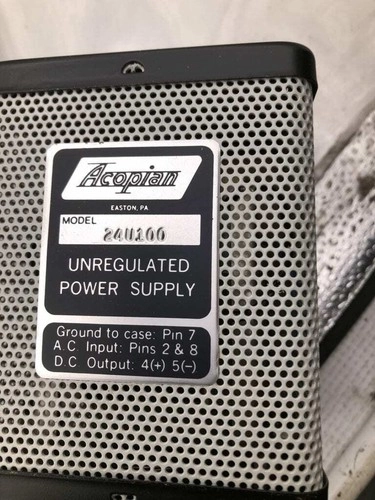 Acopian
EASTON, PA
MODEL
24U100
UNREGULATED
POWER SUPPLY
Ground to case: Pin 7
A.C Input: Pins 2 & 8
D.C Output: 4(+) 5(-)